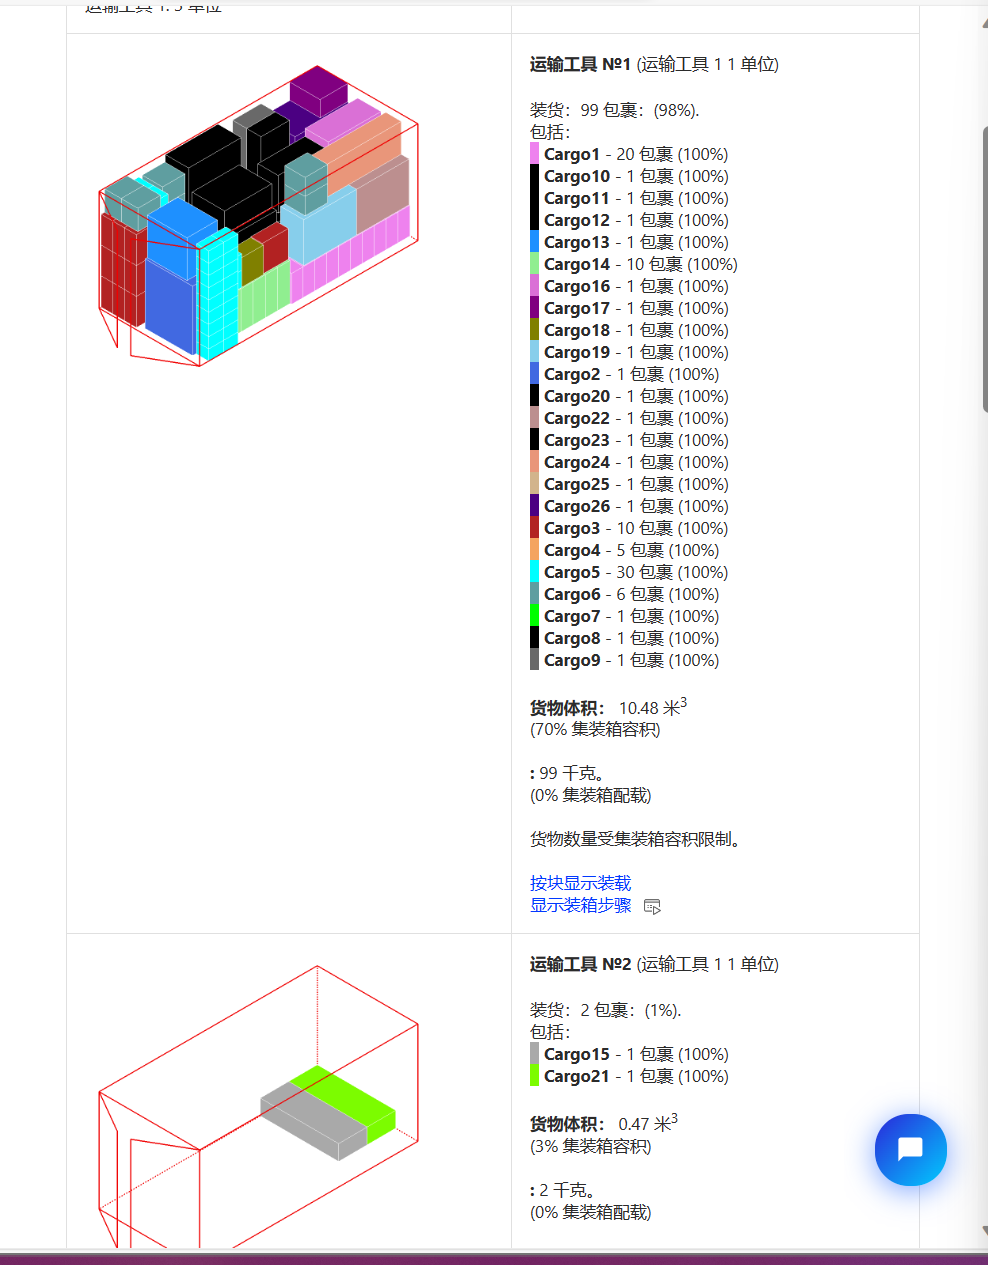 运输工具 1: 3 单位
运输工具 №1 (运输工具 1 1 单位)
装货：99 包裹：(98%).
包括：
Cargo1 - 20 包裹 (100%)
Cargo10 - 1 包裹 (100%)
Cargo11 - 1 包裹 (100%)
Cargo12 - 1 包裹 (100%)
Cargo13 - 1 包裹 (100%)
Cargo14 - 10 包裹 (100%)
Cargo16 - 1 包裹 (100%)
Cargo17 - 1 包裹 (100%)
Cargo18 - 1 包裹 (100%)
Cargo19 - 1 包裹 (100%)
Cargo2 - 1 包裹 (100%)
Cargo20 - 1 包裹 (100%)
Cargo22 - 1 包裹 (100%)
Cargo23 - 1 包裹 (100%)
Cargo24 - 1 包裹 (100%)
Cargo25 - 1 包裹 (100%)
Cargo26 - 1 包裹 (100%)
Cargo3 - 10 包裹 (100%)
Cargo4 - 5 包裹 (100%)
Cargo5 - 30 包裹 (100%)
Cargo6 - 6 包裹 (100%)
Cargo7 - 1 包裹 (100%)
Cargo8 - 1 包裹 (100%)
Cargo9 - 1 包裹 (100%)
货物体积： 10.48 米3
(70% 集装箱容积)
: 99 千克。
(0% 集装箱配载)
货物数量受集装箱容积限制。
按块显示装载
显示装箱步骤
运输工具 №2 (运输工具 1 1 单位)
装货：2 包裹：(1%).
包括：
Cargo15 - 1 包裹 (100%)
Cargo21 - 1 包裹 (100%)
货物体积： 0.47 米3
(3% 集装箱容积)
: 2 千克。
(0% 集装箱配载)